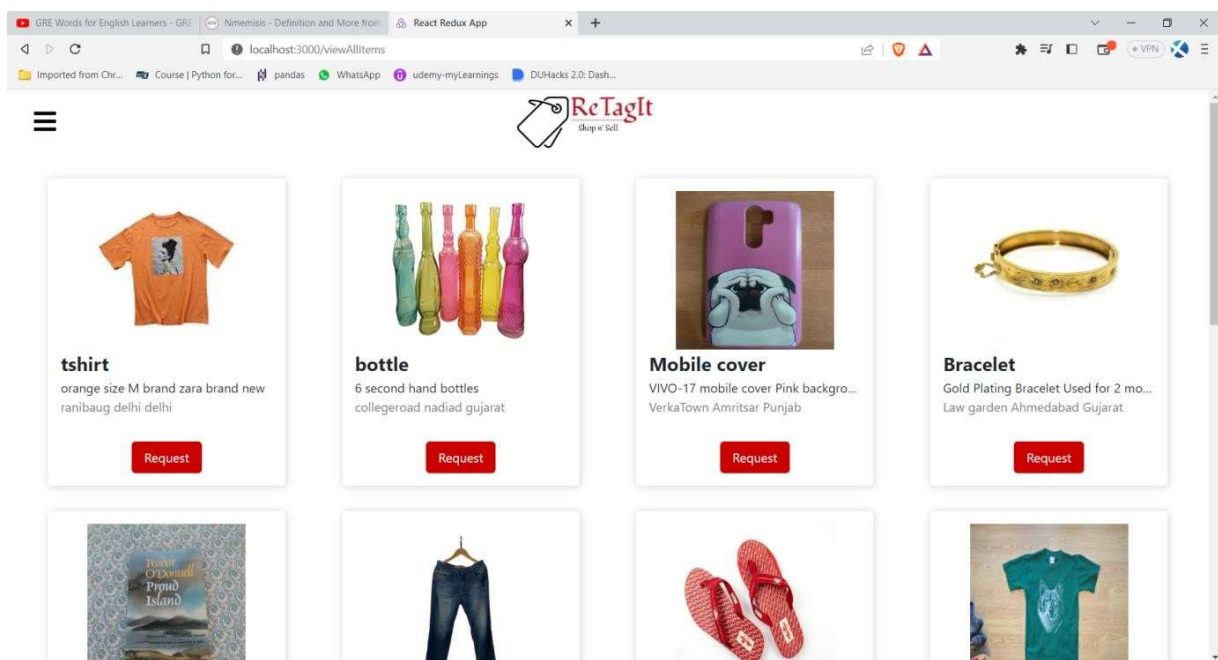 GRE Words for English Learners - GRE
Nmemisis - Definition and More from
React Redux App
localhost:3000/viewAllItems
VPN
Imported from Chr...
Course | Python for...
pandas
WhatsApp
udemy-myLearnings
DUHacks 2.0: Dash...
ReTagIt
Shop n' Sell
tshirt
orange size M brand zara brand new
ranibaug delhi delhi
Request
bottle
6 second hand bottles
collegeroad nadiad gujarat
Request
Mobile cover
VIVO-17 mobile cover Pink backgro...
VerkaTown Amritsar Punjab
Request
Bracelet
Gold Plating Bracelet Used for 2 mo...
Law garden Ahmedabad Gujarat
Request
Peadar
O'Donnell
Proud
Island